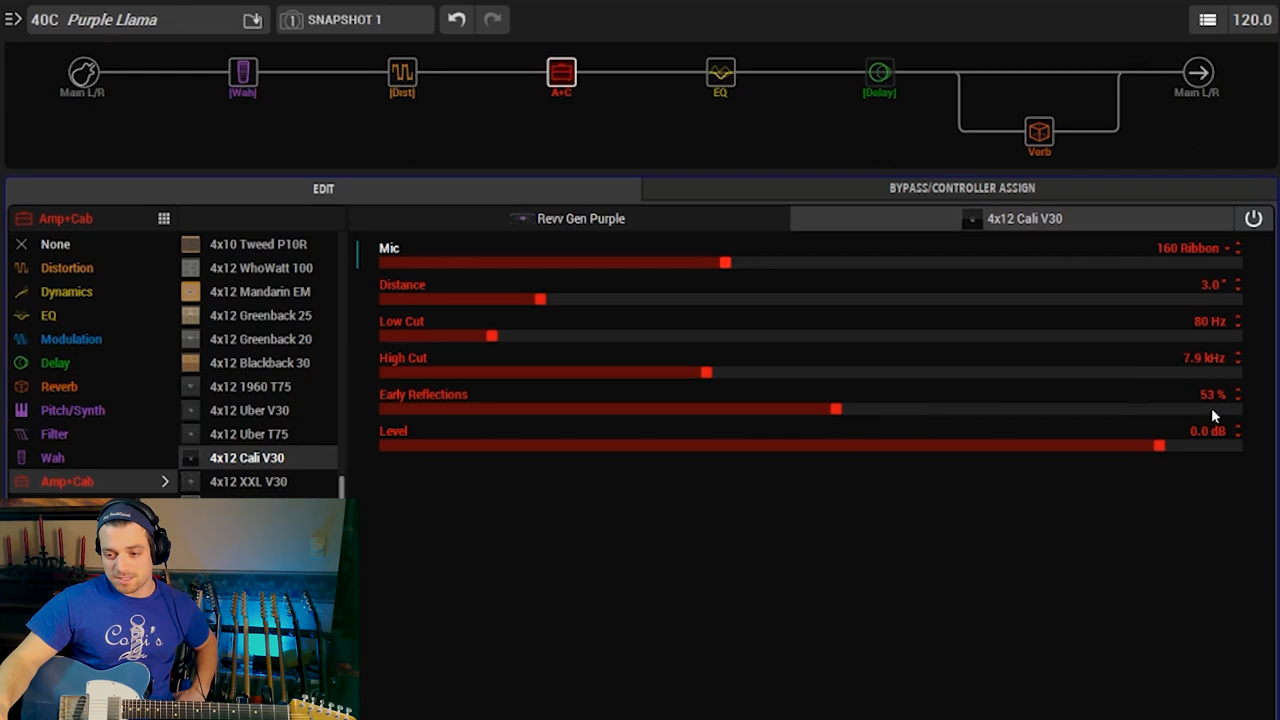 40C Purple Llama
1 SNAPSHOT 1
120.0
Main L/R
[Wah]
[Dist]
A+C
EQ
[Delay]
Main L/R
Verb
EDIT
BYPASS/CONTROLLER ASSIGN
Amp+Cab
Revv Gen Purple
4x12 Cali V30
None
Distortion
Dynamics
EQ
Modulation
Delay
Reverb
Pitch/Synth
Filter
Wah
Amp+Cab
4x10 Tweed P10R
4x12 WhoWatt 100
4x12 Mandarin EM
4x12 Greenback 25
4x12 Greenback 20
4x12 Blackback 30
4x12 1960 T75
4x12 Uber V30
4x12 Uber T75
4x12 Cali V30
4x12 XXL V30
Mic 160 Ribbon
Distance 3.0"
Low Cut 80 Hz
High Cut 7.9 kHz
Early Reflections 53 %
Level 0.0 dB